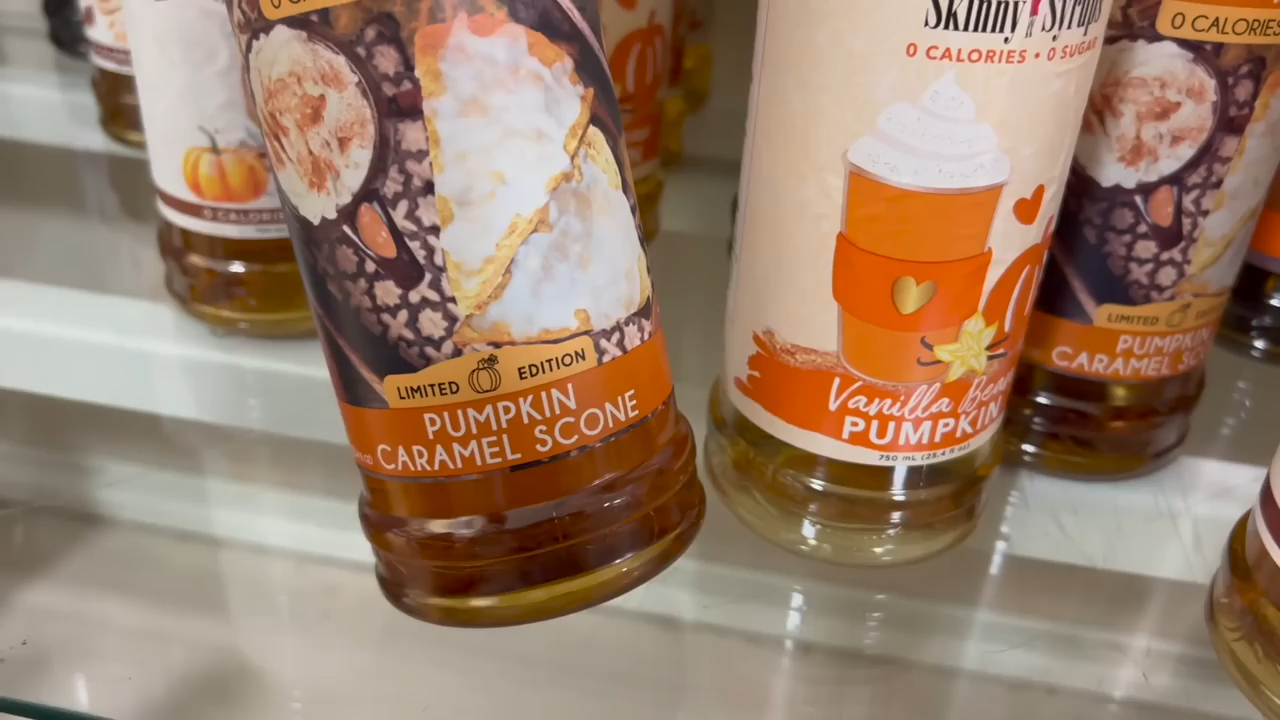 0 CALORIE
LIMITED EDITION
PUMPKIN
CARAMEL SCONE
Skinny Syrups
0 CALORIES • 0 SUGAR
Vanilla Bean
PUMPKIN
750 mL (25.4 fl oz)
0 CALORIES
LIMITED EDITION
PUMPKIN
CARAMEL SCO